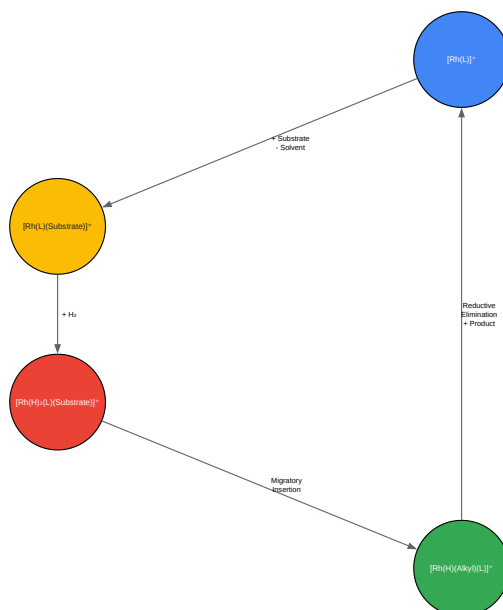 [Rh(L)]⁺
+ Substrate
- Solvent
[Rh(L)(Substrate)]⁺
+ H₂
Reductive
Elimination
+ Product
[Rh(H)₂(L)(Substrate)]⁺
Migratory
Insertion
[Rh(H)(Alkyl)(L)]⁺